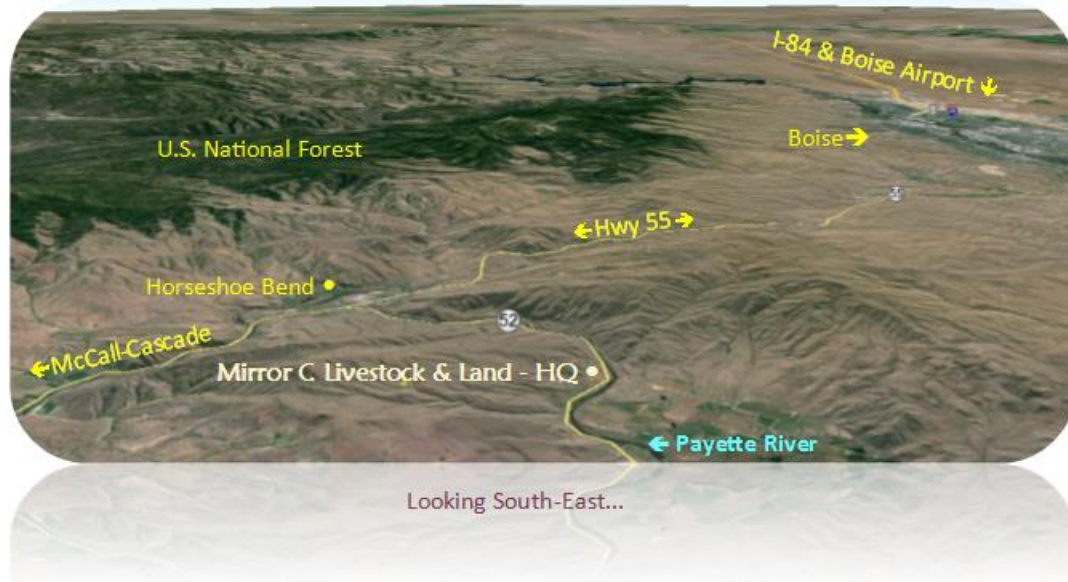 I-84 & Boise Airport →
Boise→
U.S. National Forest
←Hwy 55→
Horseshoe Bend
52
←McCall-Cascade
Mirror C Livestock & Land - HQ
← Payette River
Looking South-East...